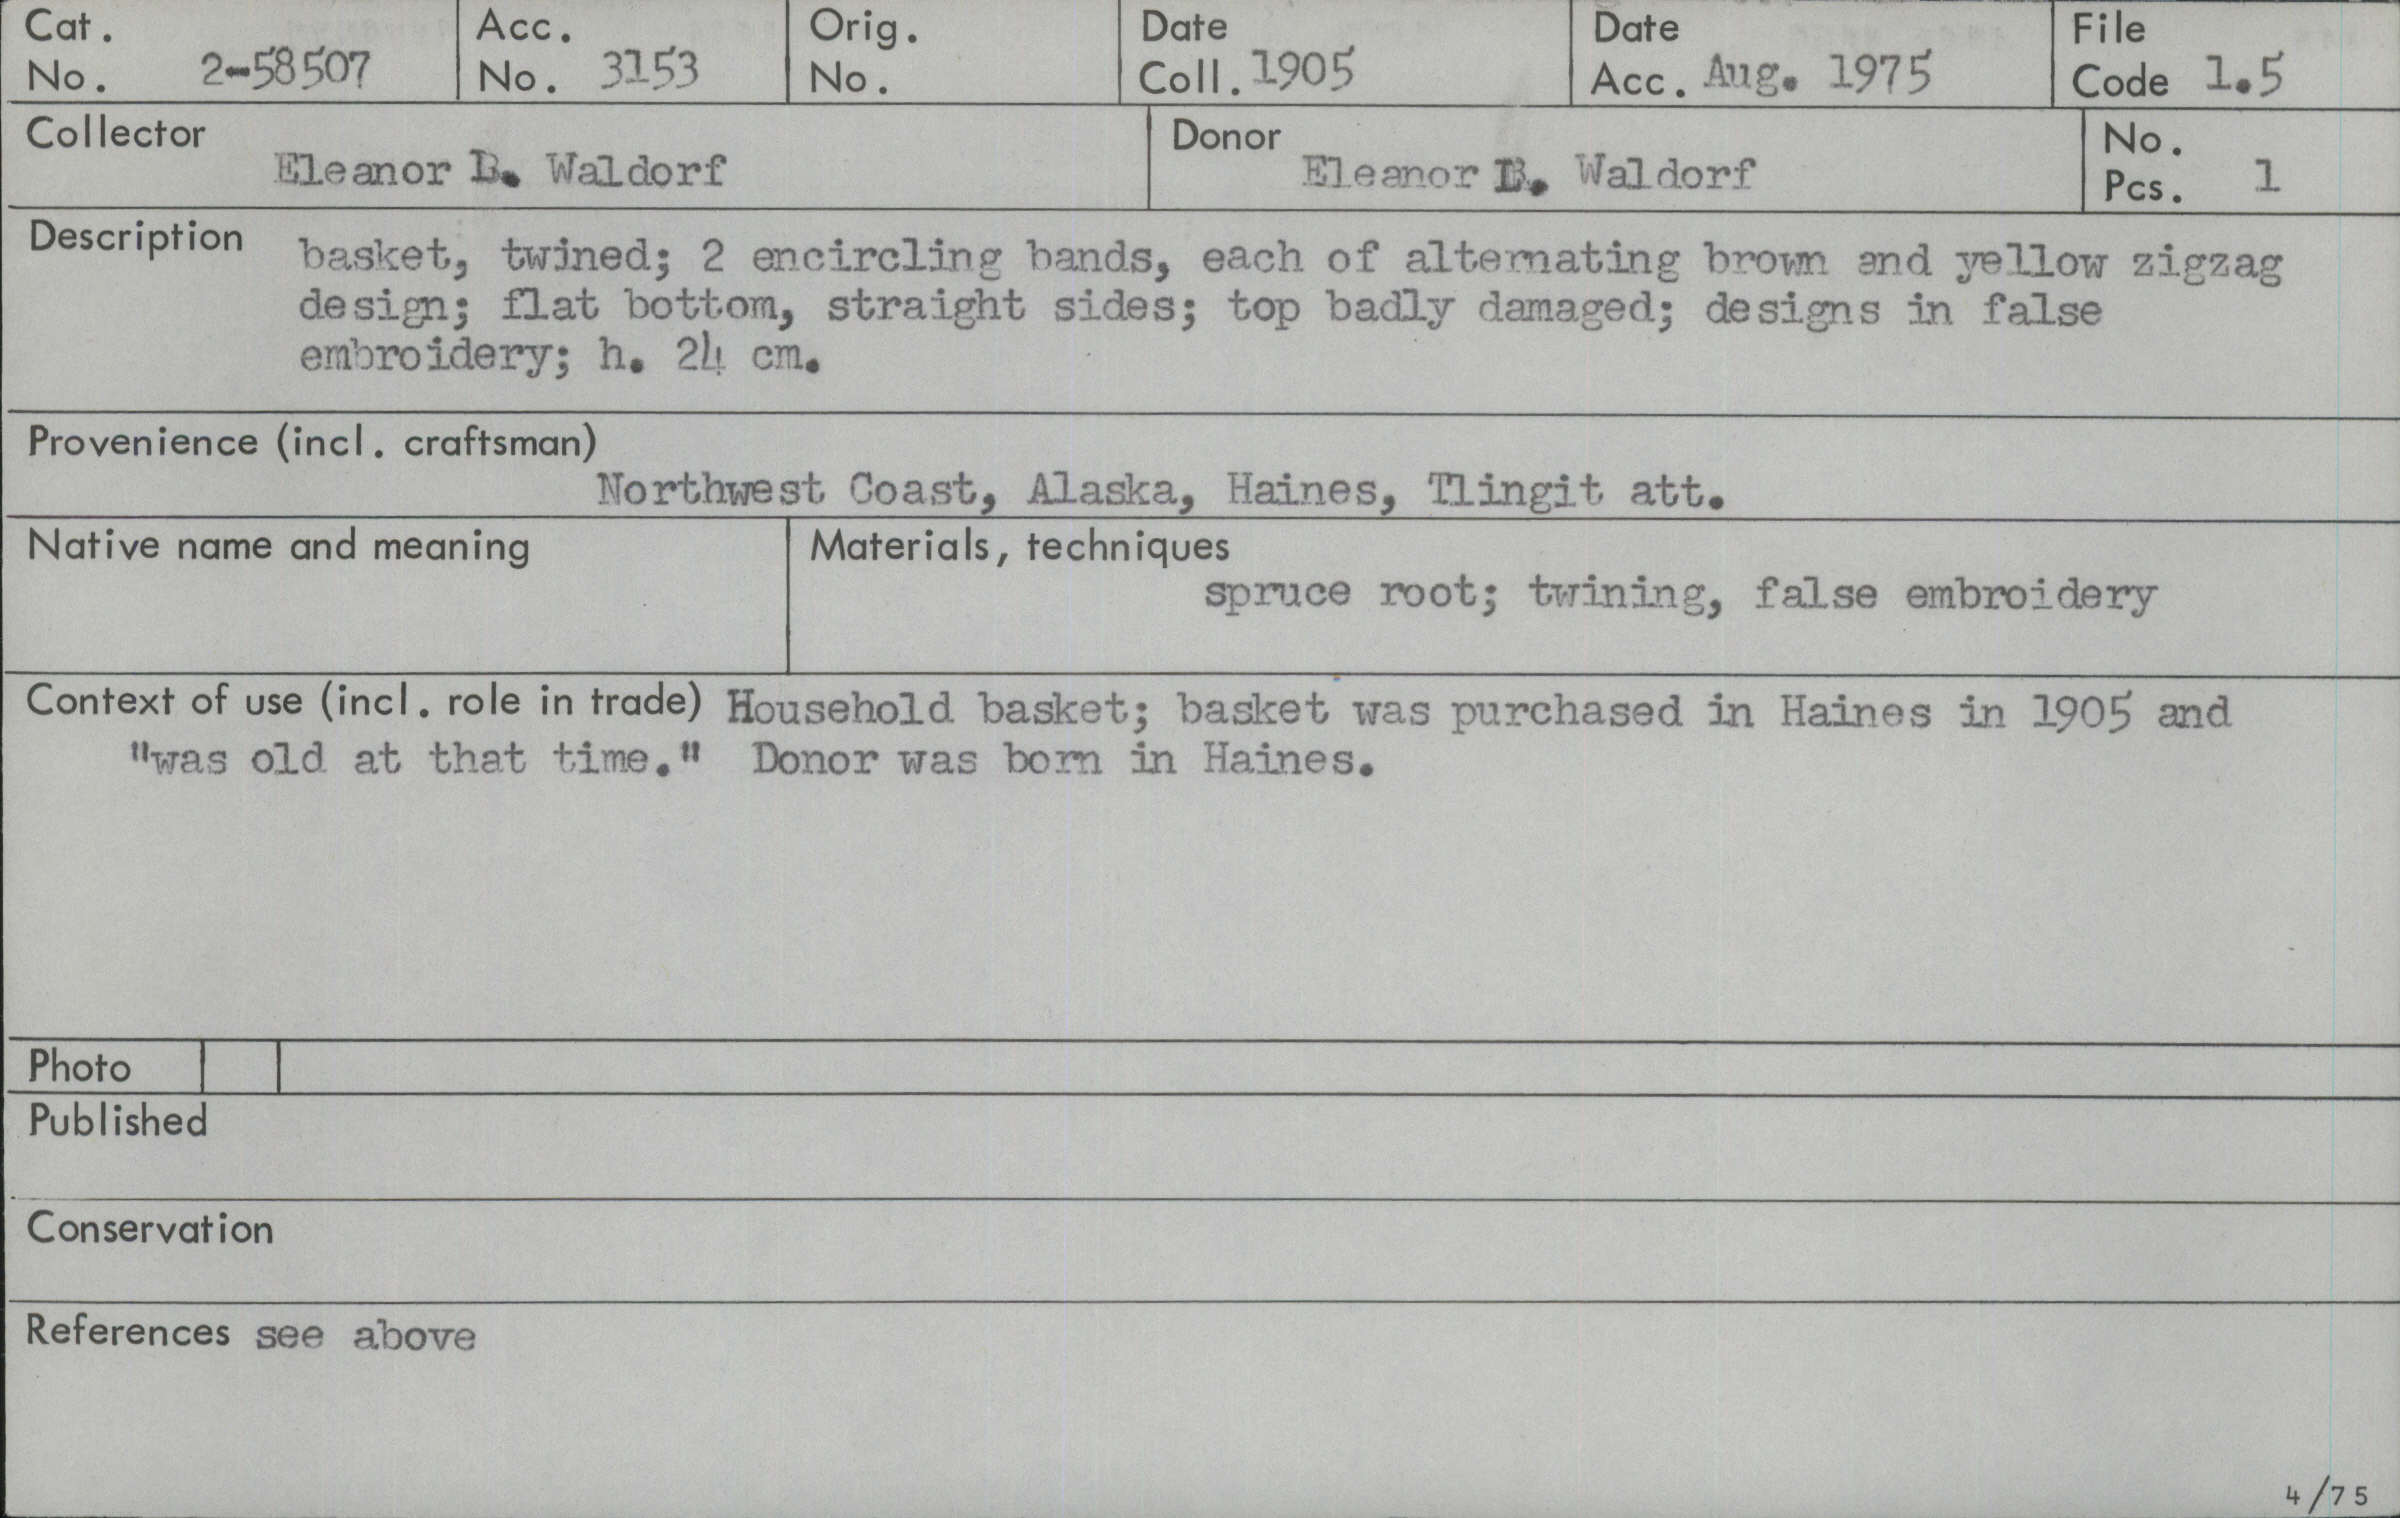 Cat. No. 2-58507
Acc. No. 3153
Orig. No.
Date Coll. 1905
Date Acc. Aug. 1975
File Code 1.5
Collector Eleanor B. Waldorf
Donor Eleanor B. Waldorf
No. Pcs. 1
Description basket, twined; 2 encircling bands, each of alternating brown and yellow zigzag
design; flat bottom, straight sides; top badly damaged; designs in false
embroidery; h. 24 cm.
Provenience (incl. craftsman)
Northwest Coast, Alaska, Haines, Tlingit att.
Native name and meaning
Materials, techniques
spruce root; twining, false embroidery
Context of use (incl. role in trade) Household basket; basket was purchased in Haines in 1905 and
"was old at that time." Donor was born in Haines.
Photo
Published
Conservation
References see above
4/75